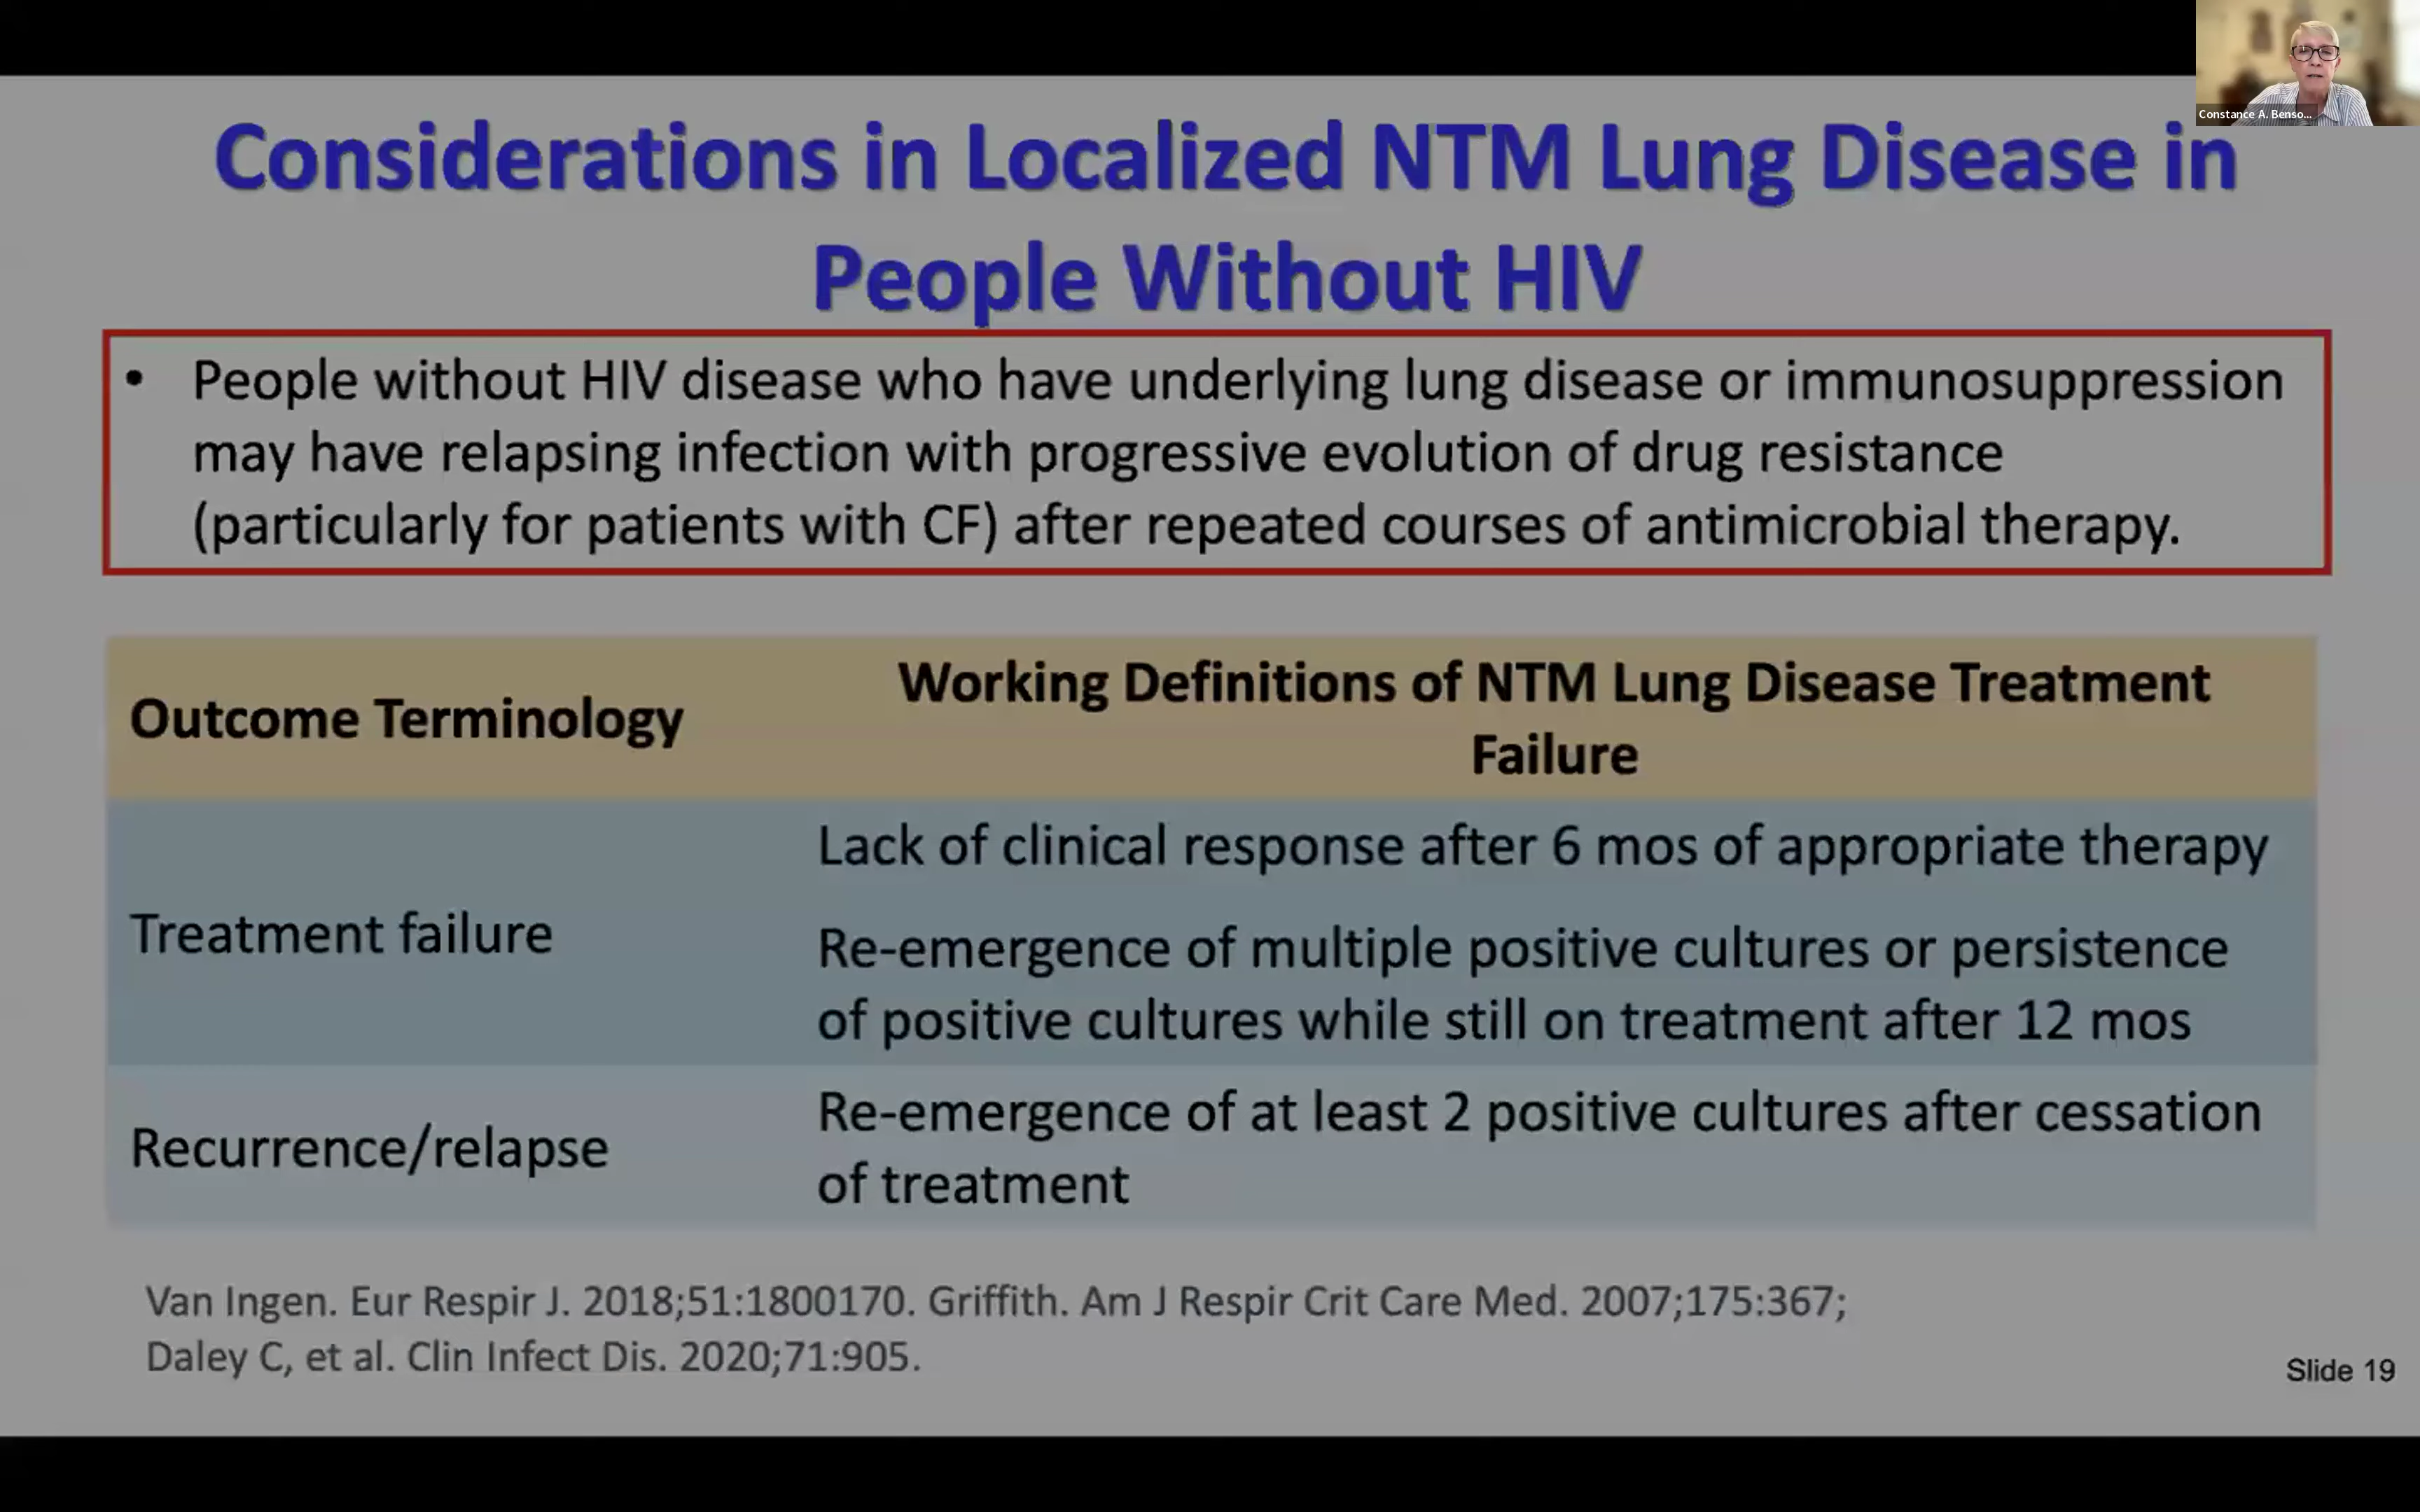 Constance A. Benso...
Considerations in Localized NTM Lung Disease in
People Without HIV
• People without HIV disease who have underlying lung disease or immunosuppression
may have relapsing infection with progressive evolution of drug resistance
(particularly for patients with CF) after repeated courses of antimicrobial therapy.
Outcome Terminology
Working Definitions of NTM Lung Disease Treatment
Failure
Treatment failure
Lack of clinical response after 6 mos of appropriate therapy
Re-emergence of multiple positive cultures or persistence
of positive cultures while still on treatment after 12 mos
Recurrence/relapse
Re-emergence of at least 2 positive cultures after cessation
of treatment
Van Ingen. Eur Respir J. 2018;51:1800170. Griffith. Am J Respir Crit Care Med. 2007;175:367;
Daley C, et al. Clin Infect Dis. 2020;71:905.
Slide 19